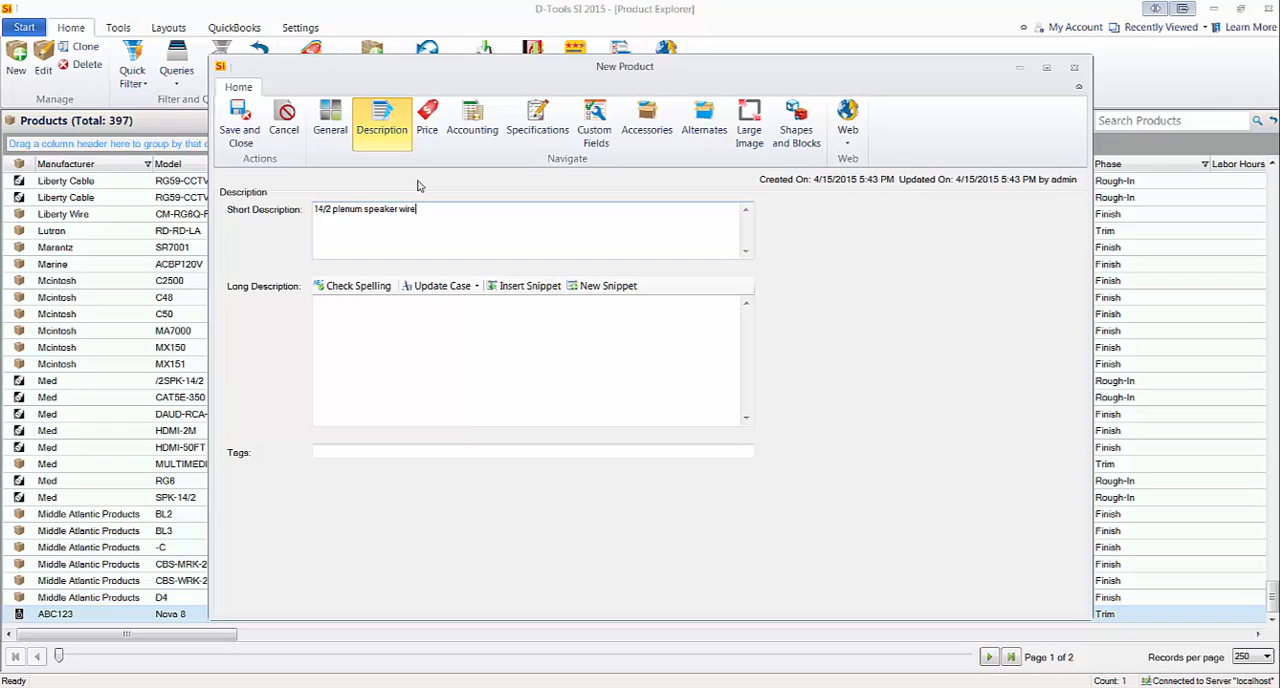 SI
D-Tools SI 2015 - [Product Explorer]
Start Home Tools Layouts QuickBooks Settings
My Account Recently Viewed Learn More
New Edit Clone Delete Quick Filter Queries
Manage Filter and Q
SI New Product
Home
Save and Close Cancel General Description Price Accounting Specifications Custom Fields Accessories Alternates Large Image Shapes and Blocks Web
Actions Navigate Web
Created On: 4/15/2015 5:43 PM Updated On: 4/15/2015 5:43 PM by admin
Description
Short Description: 14/2 plenum speaker wire
Long Description: Check Spelling Update Case Insert Snippet New Snippet
Tags:
Products (Total: 397) Search Products
Drag a column header here to group by that c
Manufacturer Model Phase Labor Hours
Liberty Cable RG59-CCTV Rough-In
Liberty Cable RG59-CCTV Rough-In
Liberty Wire CM-RG6Q-F Finish
Lutron RD-RD-LA Trim
Marantz SR7001 Finish
Marine ACBP120V Finish
Mcintosh C2500 Finish
Mcintosh C48 Finish
Mcintosh C50 Finish
Mcintosh MA7000 Finish
Mcintosh MX150 Finish
Mcintosh MX151 Finish
Med /2SPK-14/2 Rough-In
Med CAT5E-350 Rough-In
Med DAUD-RCA- Finish
Med HDMI-2M Finish
Med HDMI-50FT Finish
Med MULTIMEDI Trim
Med RG6 Rough-In
Med SPK-14/2 Rough-In
Middle Atlantic Products BL2 Finish
Middle Atlantic Products BL3 Finish
Middle Atlantic Products -C Finish
Middle Atlantic Products CBS-MRK-2 Finish
Middle Atlantic Products CBS-WRK-2 Finish
Middle Atlantic Products D4 Finish
ABC123 Nova 8 Trim
Page 1 of 2 Records per page 250
Ready Count: 1 Connected to Server "localhost"